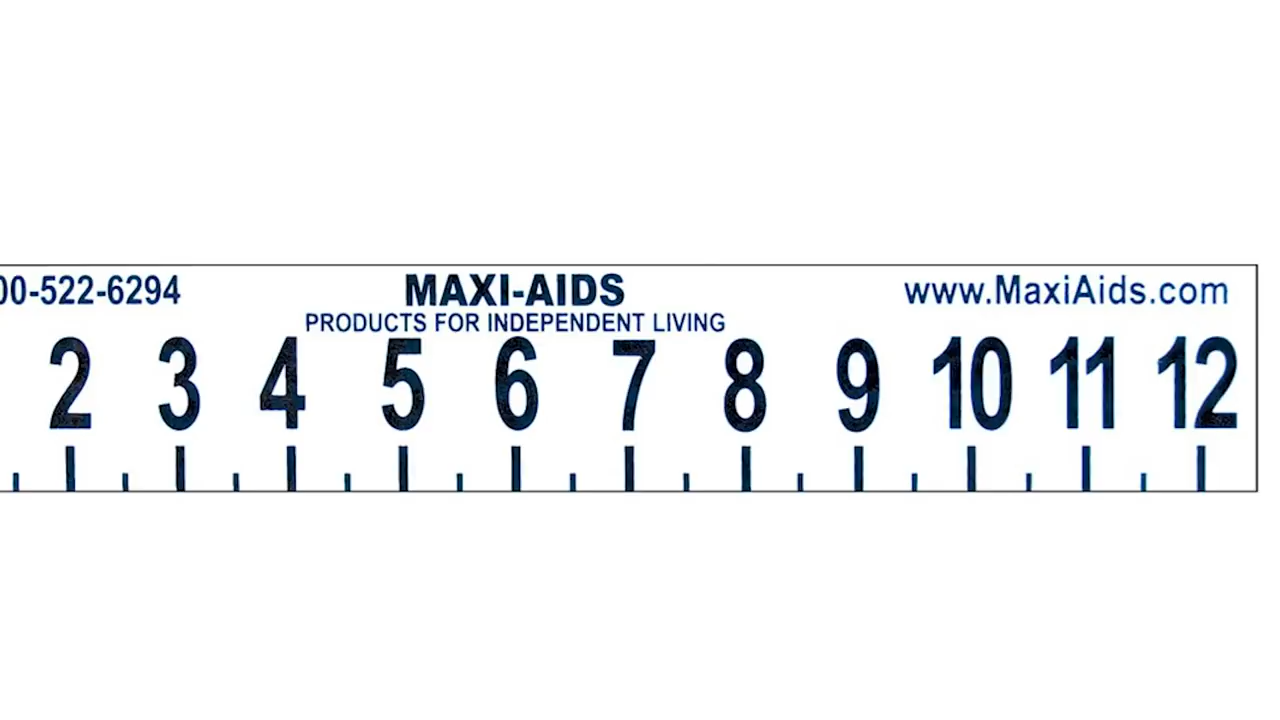 00-522-6294 MAXI-AIDS www.MaxiAids.com
PRODUCTS FOR INDEPENDENT LIVING
2 3 4 5 6 7 8 9 10 11 12